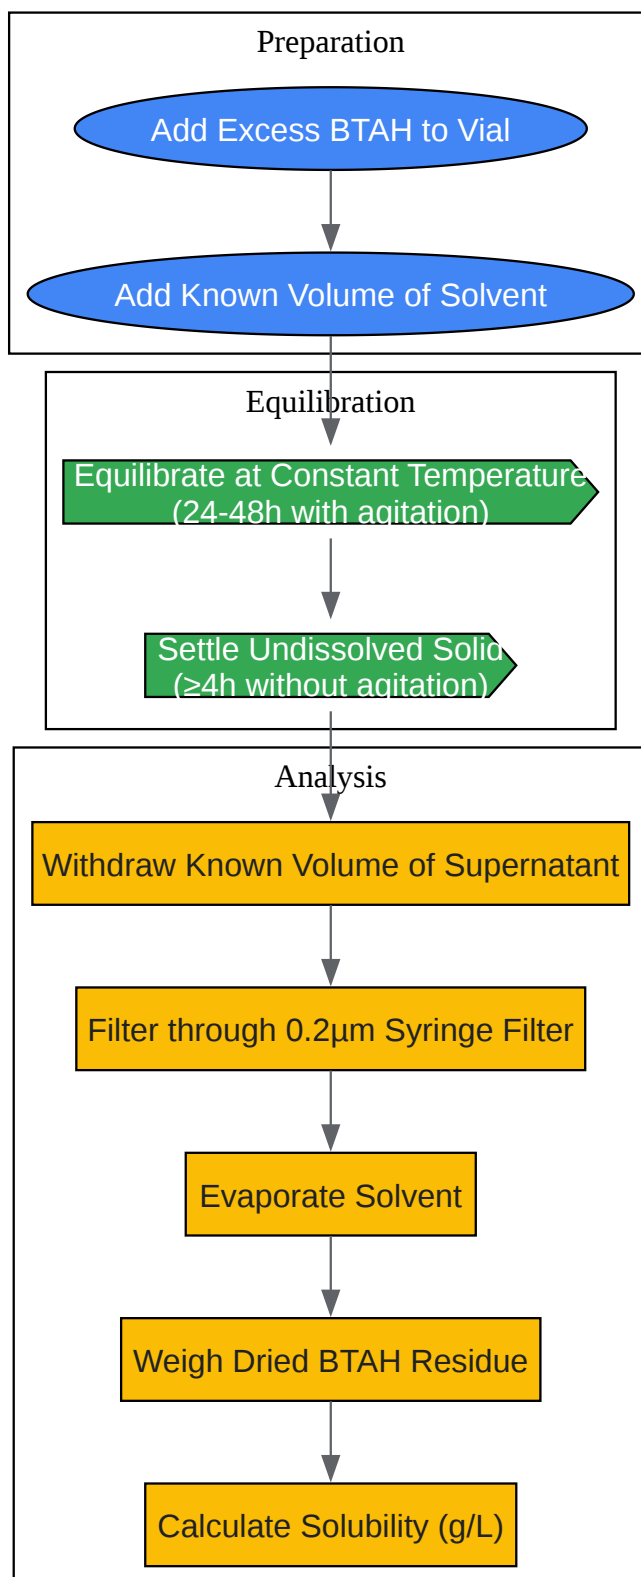 Preparation
Add Excess BTAH to Vial
Add Known Volume of Solvent
Equilibration
Equilibrate at Constant Temperature
(24-48h with agitation)
Settle Undissolved Solid
(≥4h without agitation)
Analysis
Withdraw Known Volume of Supernatant
Filter through 0.2µm Syringe Filter
Evaporate Solvent
Weigh Dried BTAH Residue
Calculate Solubility (g/L)